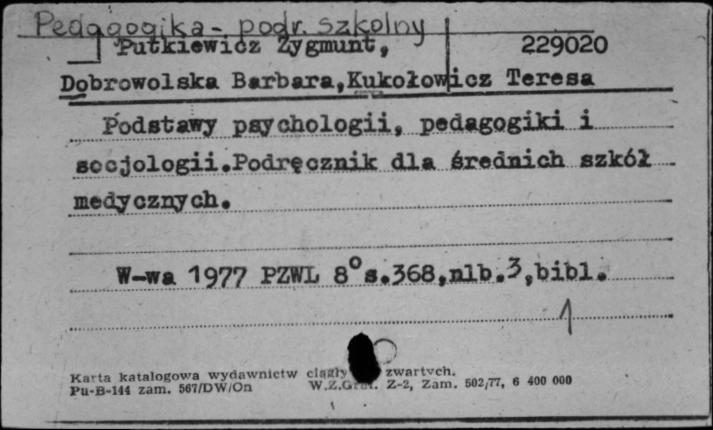 Pedagogika - podr. szkolny
Putkiewicz Zygmunt, 229020
Dobrowolska Barbara,Kukołowicz Teresa
Podstawy psychologii, pedagogiki i
socjologii.Podręcznik dla średnich szkół
medycznych.
W-wa 1977 PZWL 8° s.368,nlb.3,bibl.
1
Karta katalogowa wydawnictw ciągły zwartych.
Pu-B-144 zam. 567/DW/On W.Z.Graf. Z-2, Zam. 502/77, 6 400 000